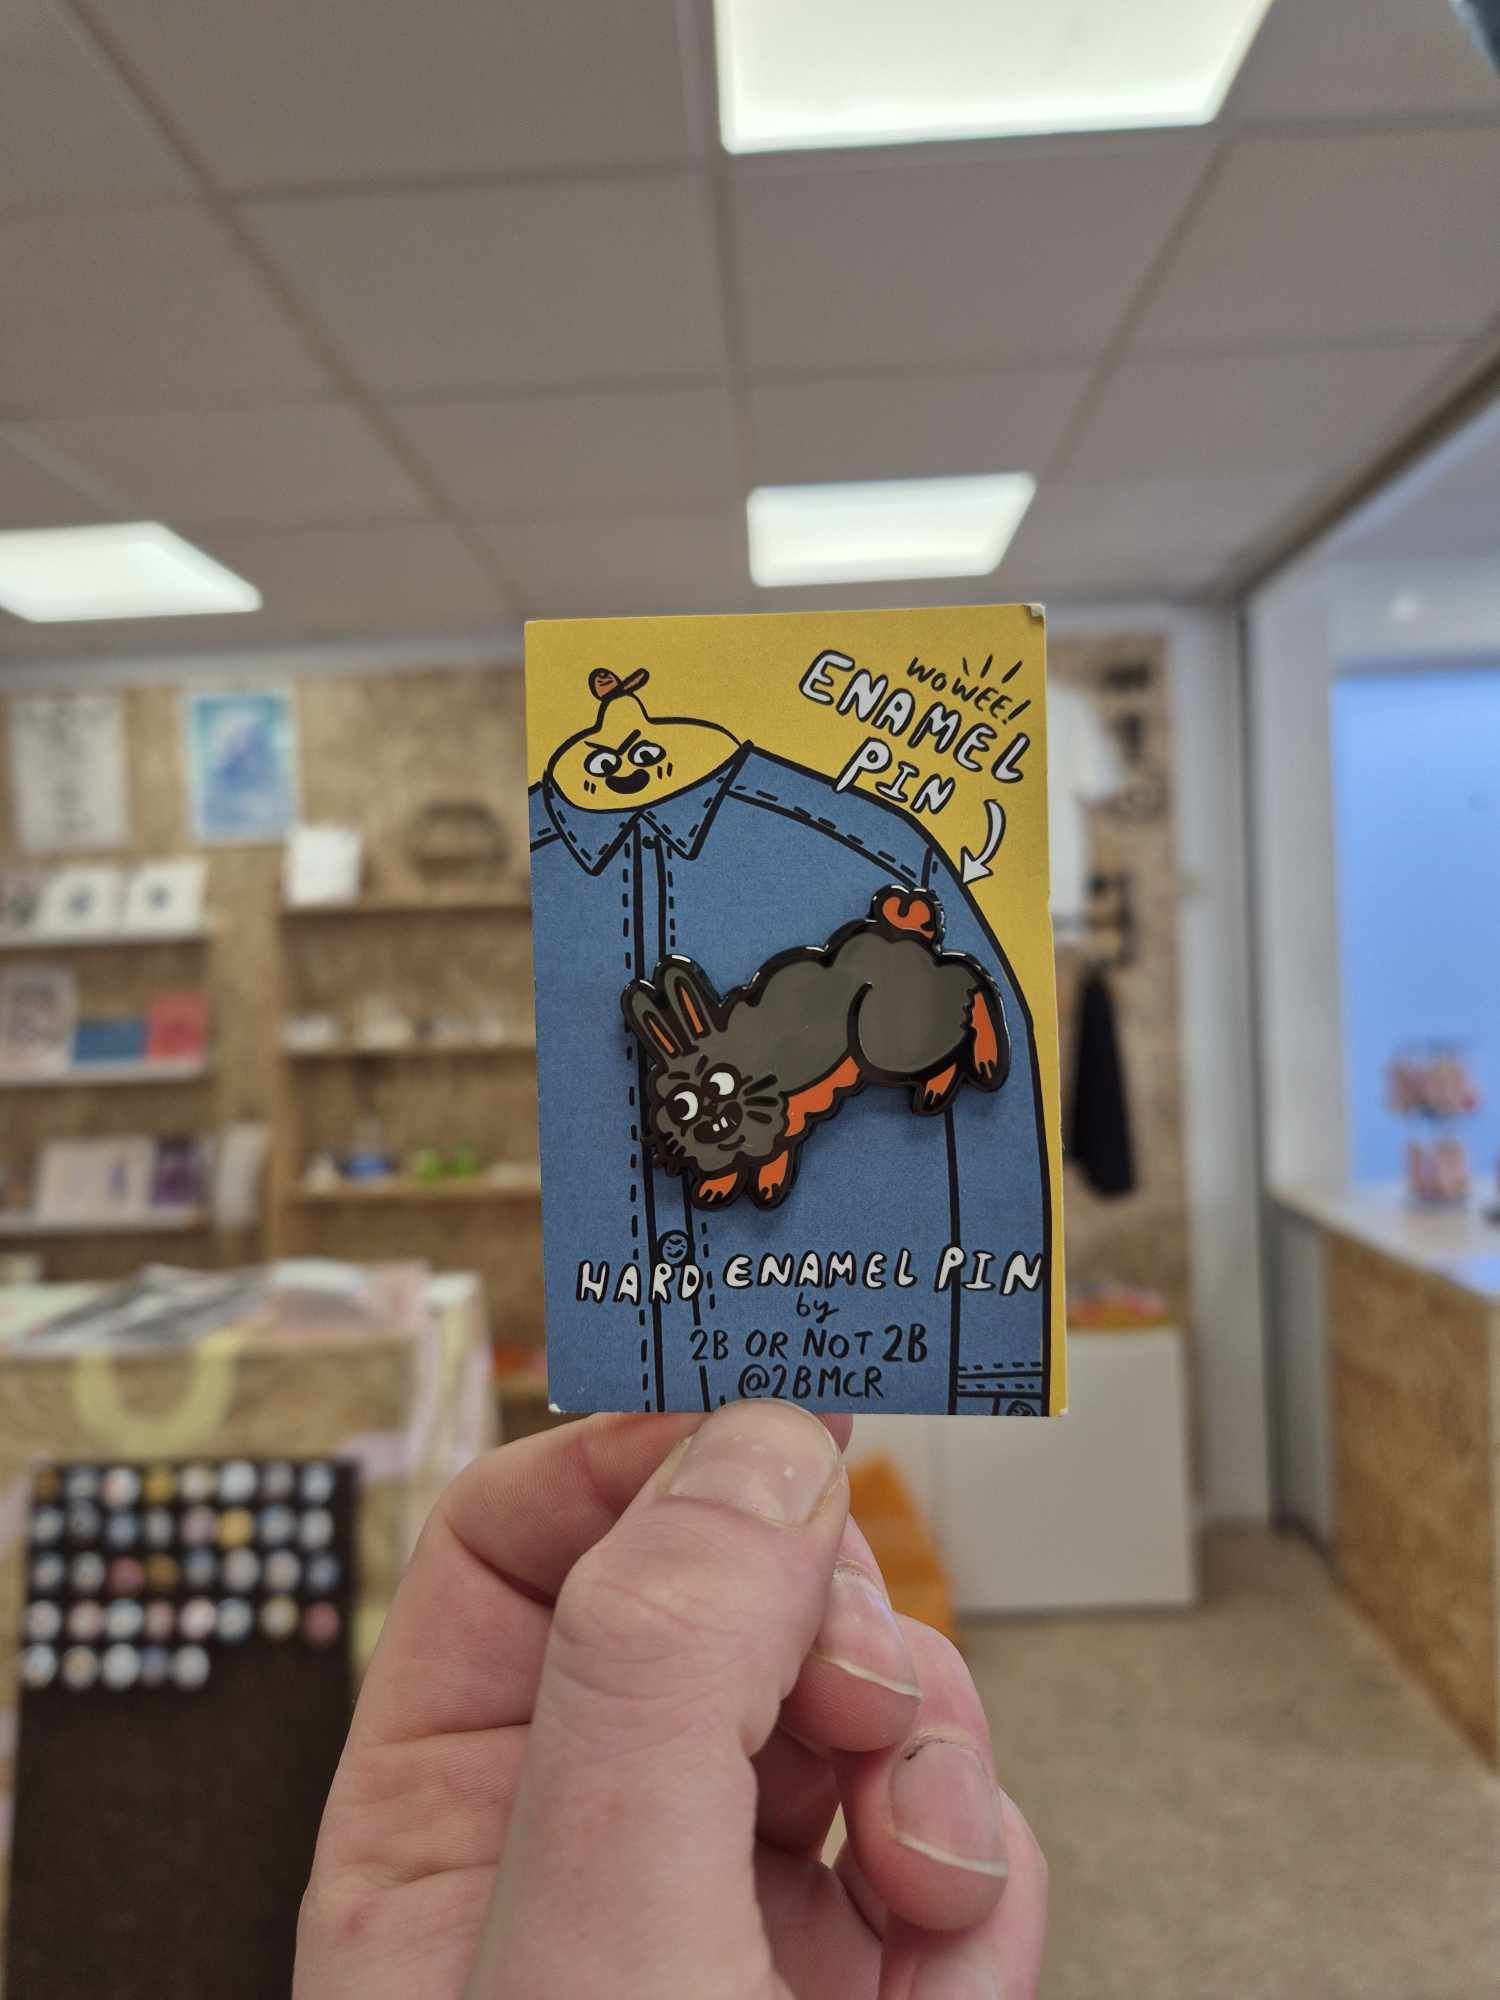 WOWEE!
ENAMEL
PIN
HARD ENAMEL PIN
by
2B OR NOT 2B
@2BMCR